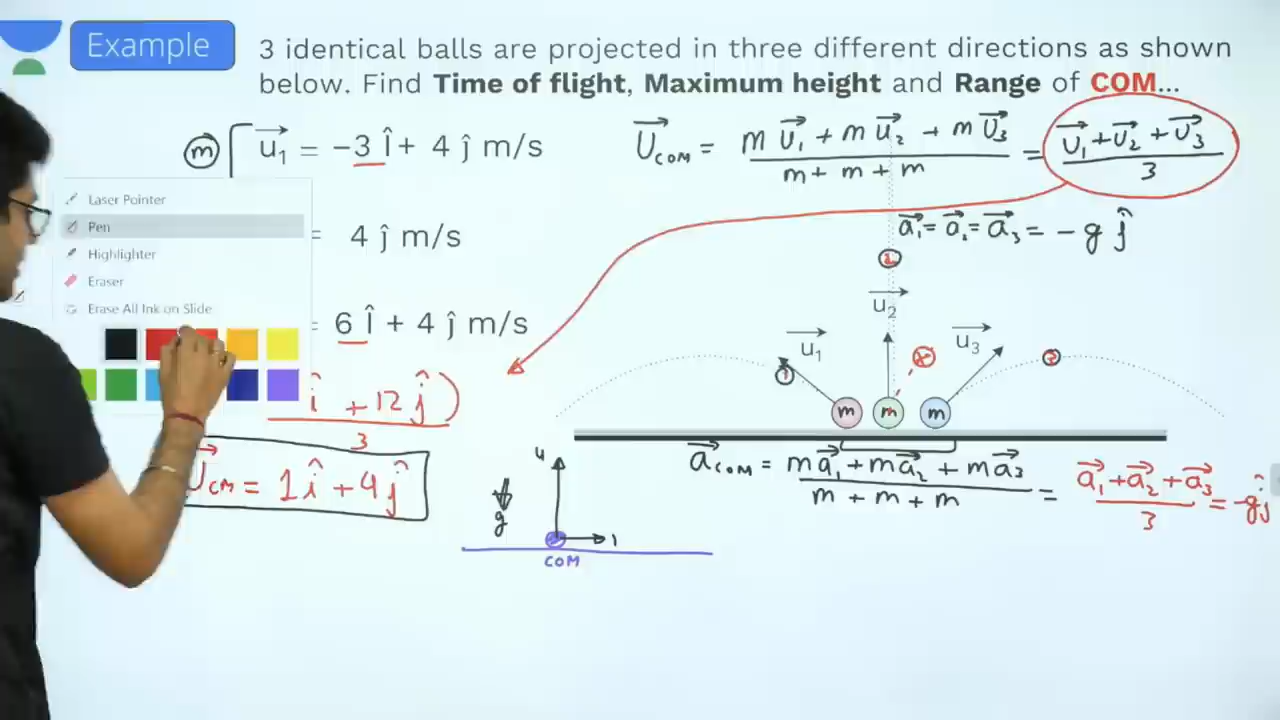 Example
3 identical balls are projected in three different directions as shown
below. Find Time of flight, Maximum height and Range of COM...
m u₁ = -3 î + 4 ĵ m/s
U_COM = (m u₁ + m u₂ + m u₃) / (m + m + m) = (u₁ + u₂ + u₃) / 3
Laser Pointer
Pen
Highlighter
Eraser
Erase All Ink on Slide
= 4 ĵ m/s
a₁ = a₂ = a₃ = - g ĵ
2
u₂
= 6 î + 4 ĵ m/s
u₁
u₃
1
2
m m m
î + 12 ĵ)
3
U_CM = 1 î + 4 ĵ
4
g
1
COM
a_COM = (m a₁ + m a₂ + m a₃) / (m + m + m) = (a₁ + a₂ + a₃) / 3 = -g ĵ